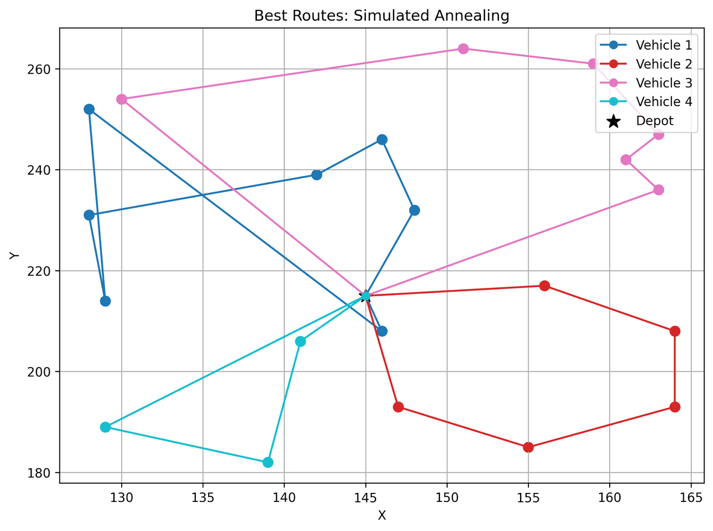 Best Routes: Simulated Annealing
Vehicle 1
Vehicle 2
Vehicle 3
Vehicle 4
Depot
260
240
220
200
180
Y
130 135 140 145 150 155 160 165
X